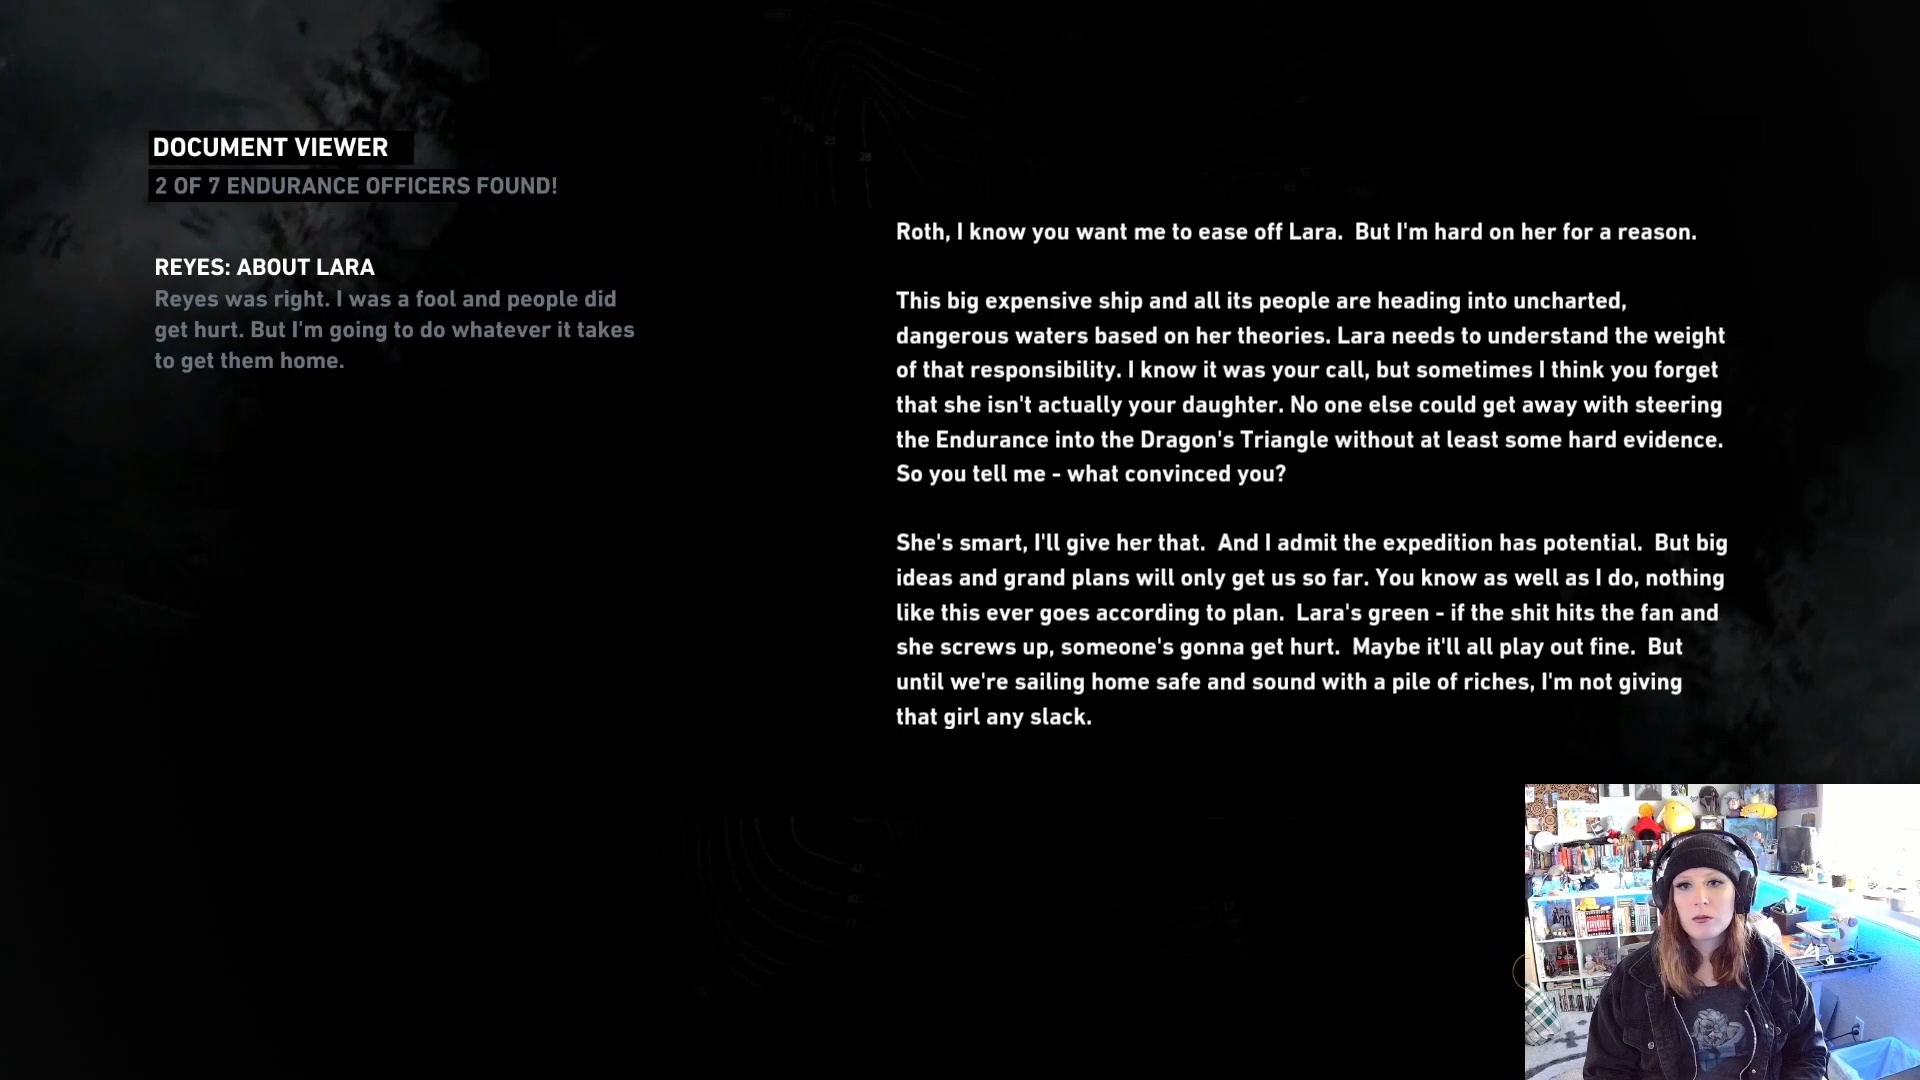 DOCUMENT VIEWER
2 OF 7 ENDURANCE OFFICERS FOUND!
REYES: ABOUT LARA
Reyes was right. I was a fool and people did
get hurt. But I'm going to do whatever it takes
to get them home.
Roth, I know you want me to ease off Lara.  But I'm hard on her for a reason.
This big expensive ship and all its people are heading into uncharted,
dangerous waters based on her theories. Lara needs to understand the weight
of that responsibility. I know it was your call, but sometimes I think you forget
that she isn't actually your daughter. No one else could get away with steering
the Endurance into the Dragon's Triangle without at least some hard evidence.
So you tell me - what convinced you?
She's smart, I'll give her that.  And I admit the expedition has potential.  But big
ideas and grand plans will only get us so far. You know as well as I do, nothing
like this ever goes according to plan.  Lara's green - if the shit hits the fan and
she screws up, someone's gonna get hurt.  Maybe it'll all play out fine.  But
until we're sailing home safe and sound with a pile of riches, I'm not giving
that girl any slack.